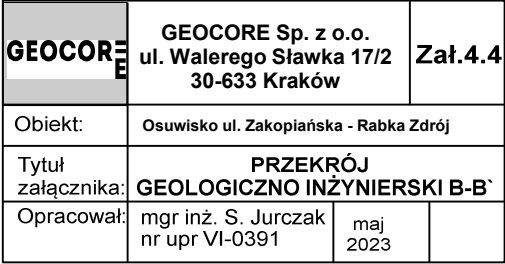 GEOCORE
GEOCORE Sp. z o.o.
ul. Walerego Sławka 17/2
30-633 Kraków
Zał.4.4
Obiekt:
Osuwisko ul. Zakopiańska - Rabka Zdrój
Tytuł
załącznika:
PRZEKRÓJ
GEOLOGICZNO INŻYNIERSKI B-B`
Opracował:
mgr inż. S. Jurczak
nr upr VI-0391
maj
2023